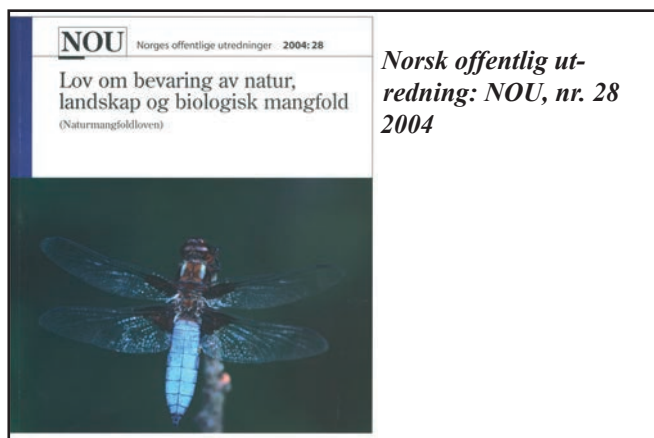 NOU Norges offentlige utredninger 2004: 28
Lov om bevaring av natur,
landskap og biologisk mangfold
(Naturmangfoldloven)
Norsk offentlig ut-
redning: NOU, nr. 28
2004